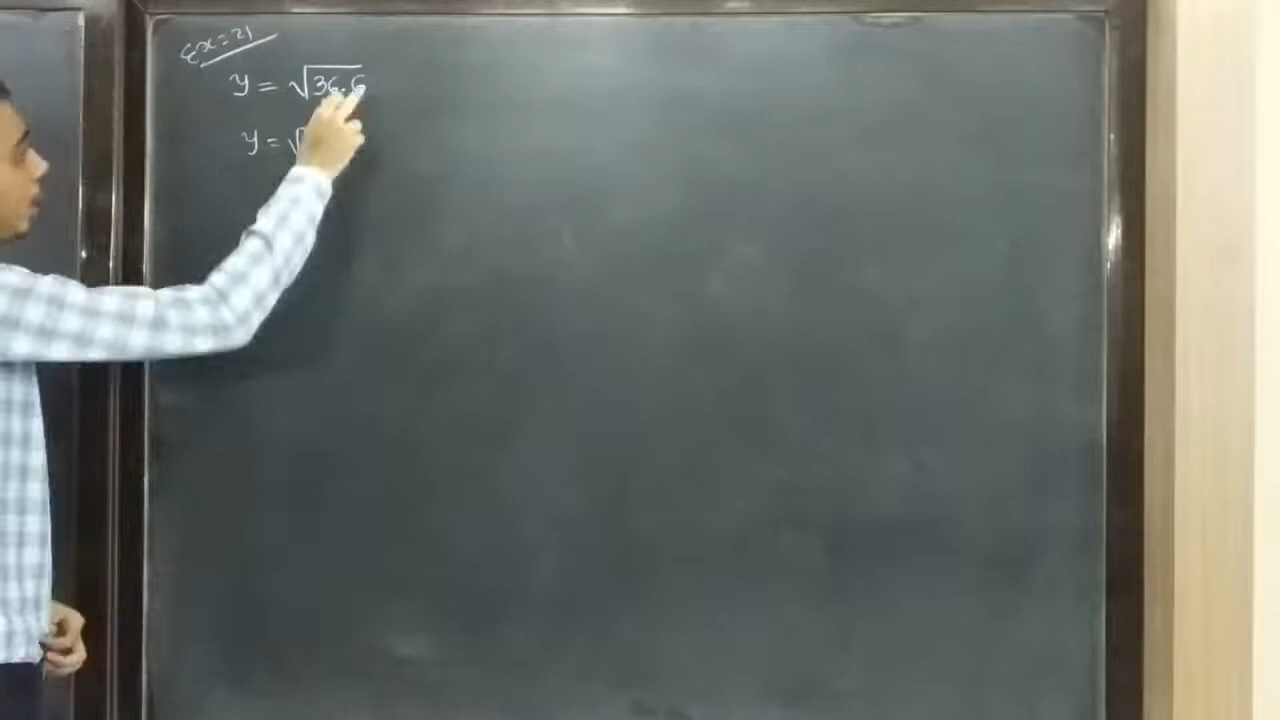 Ex=21
y = √36.6
y = √